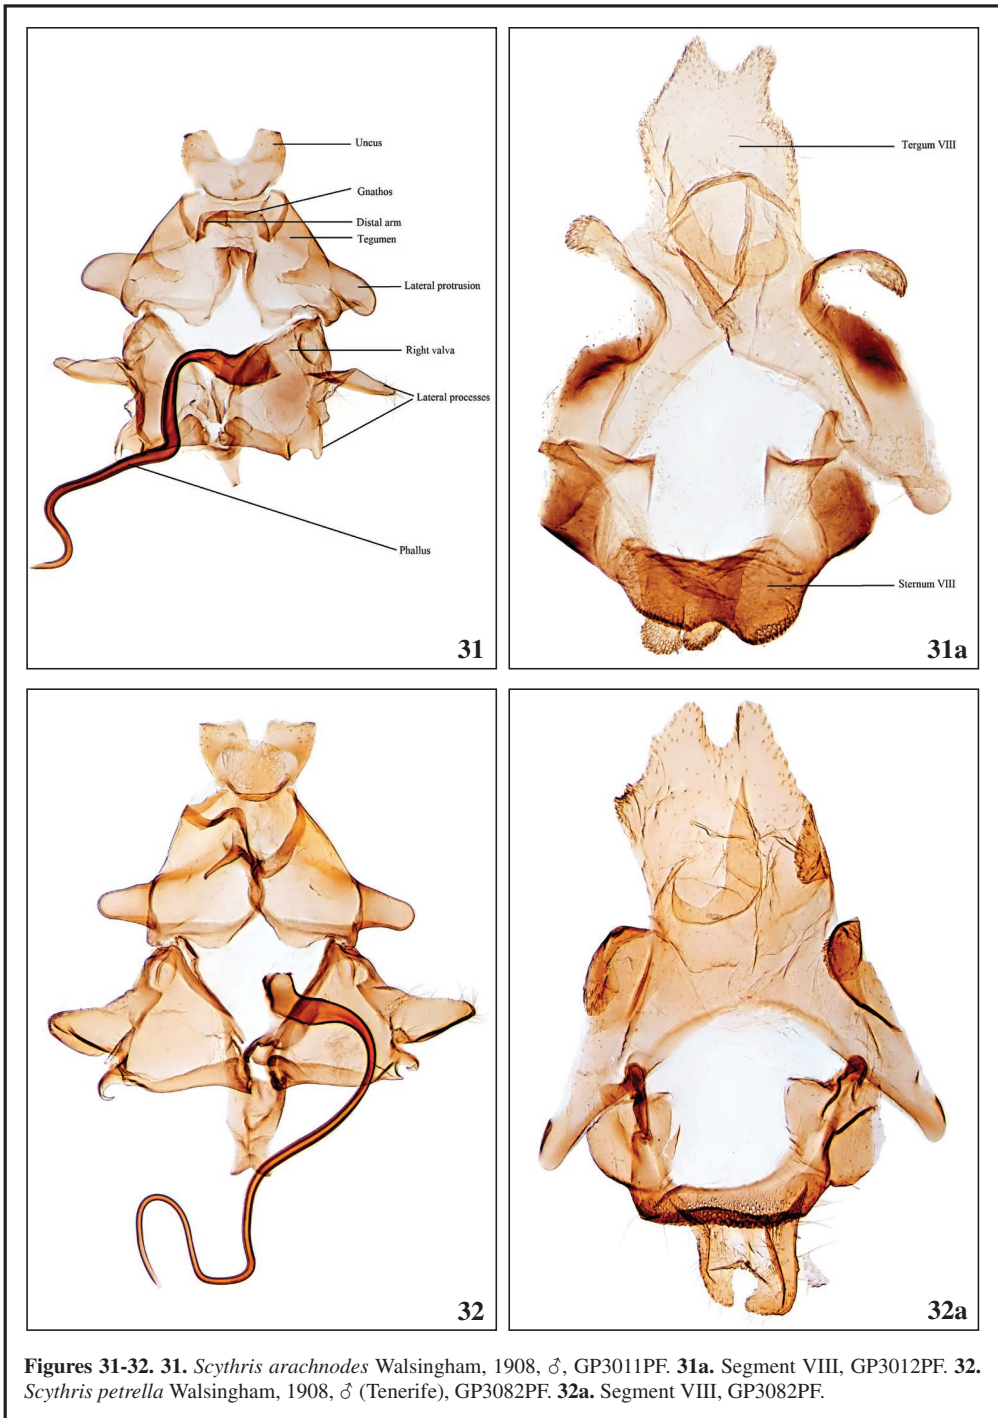 Uncus
Gnathos
Distal arm
Tegumen
Lateral protrusion
Right valva
Lateral processes
Phallus
31
Tergum VIII
Sternum VIII
31a
32
32a
Figures 31-32. 31. Scythris arachnodes Walsingham, 1908, ♂, GP3011PF. 31a. Segment VIII, GP3012PF. 32.
Scythris petrella Walsingham, 1908, ♂ (Tenerife), GP3082PF. 32a. Segment VIII, GP3082PF.